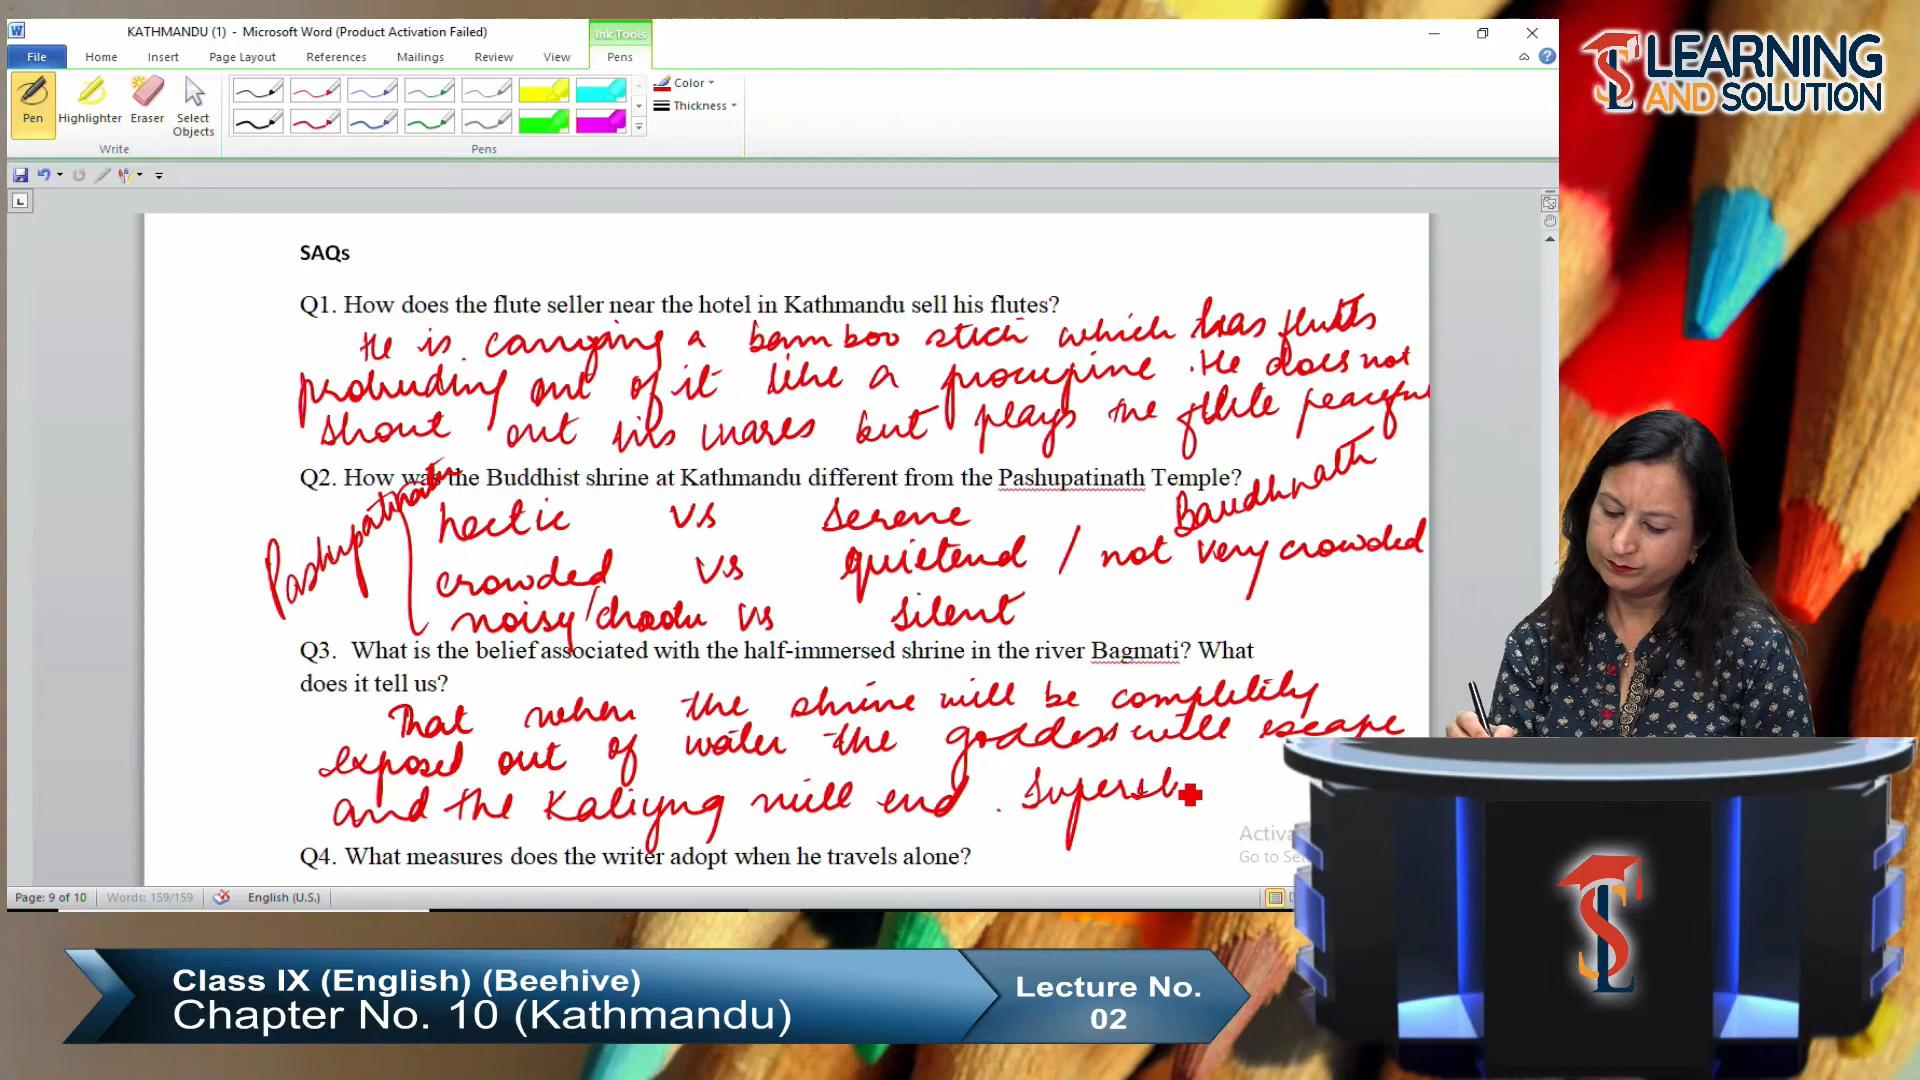 KATHMANDU (1) - Microsoft Word (Product Activation Failed)
Ink Tools
File Home Insert Page Layout References Mailings Review View Pens
Pen Highlighter Eraser Select Objects
Color
Thickness
Write
Pens
LEARNING
AND SOLUTION
SAQs
Q1. How does the flute seller near the hotel in Kathmandu sell his flutes?
He is carrying a bamboo stick which has flutes
protruding out of it like a procupine. He does not
shout out his wares but plays the flute peaceful
Q2. How was the Buddhist shrine at Kathmandu different from the Pashupatinath Temple?
Pashupatinath
Baudhnath
hectic vs serene
crowded vs / not very crowded
noisy / vs silent
Q3. What is the belief associated with the half-immersed shrine in the river Bagmati? What
does it tell us?
That when the shrine will be completily
exposed out of water the goddess will escape
and the Kaliyug will end. Superst
Q4. What measures does the writer adopt when he travels alone?
Activa
Go to Se
Page: 9 of 10 Words: 159/159 English (U.S.)
Class IX (English) (Beehive)
Chapter No. 10 (Kathmandu)
Lecture No.
02